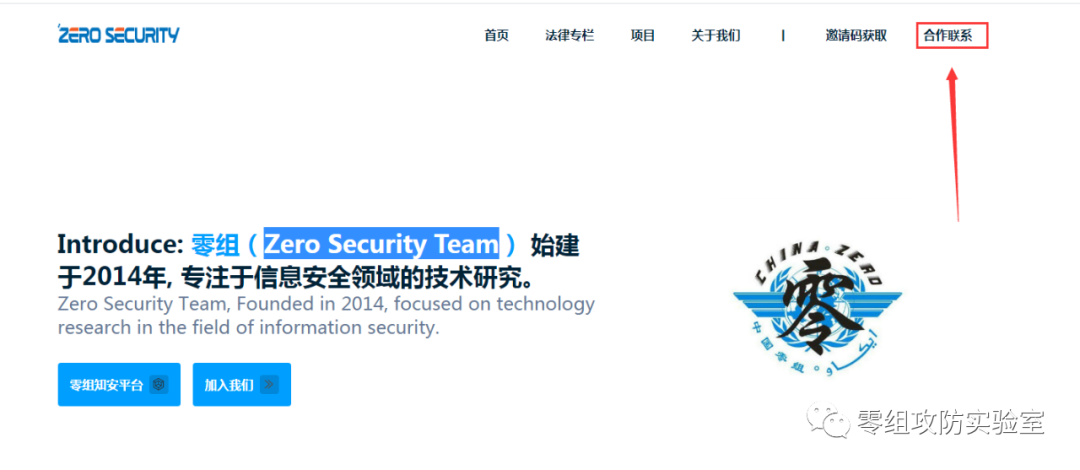 ZERO SECURITY
首页
法律专栏
项目
关于我们
|
邀请码获取
合作联系
Introduce: 零组(Zero Security Team) 始建
于2014年, 专注于信息安全领域的技术研究。
Zero Security Team, Founded in 2014, focused on technology
research in the field of information security.
零组知安平台
加入我们
CHINA·ZERO
零
中国零组
零组攻防实验室